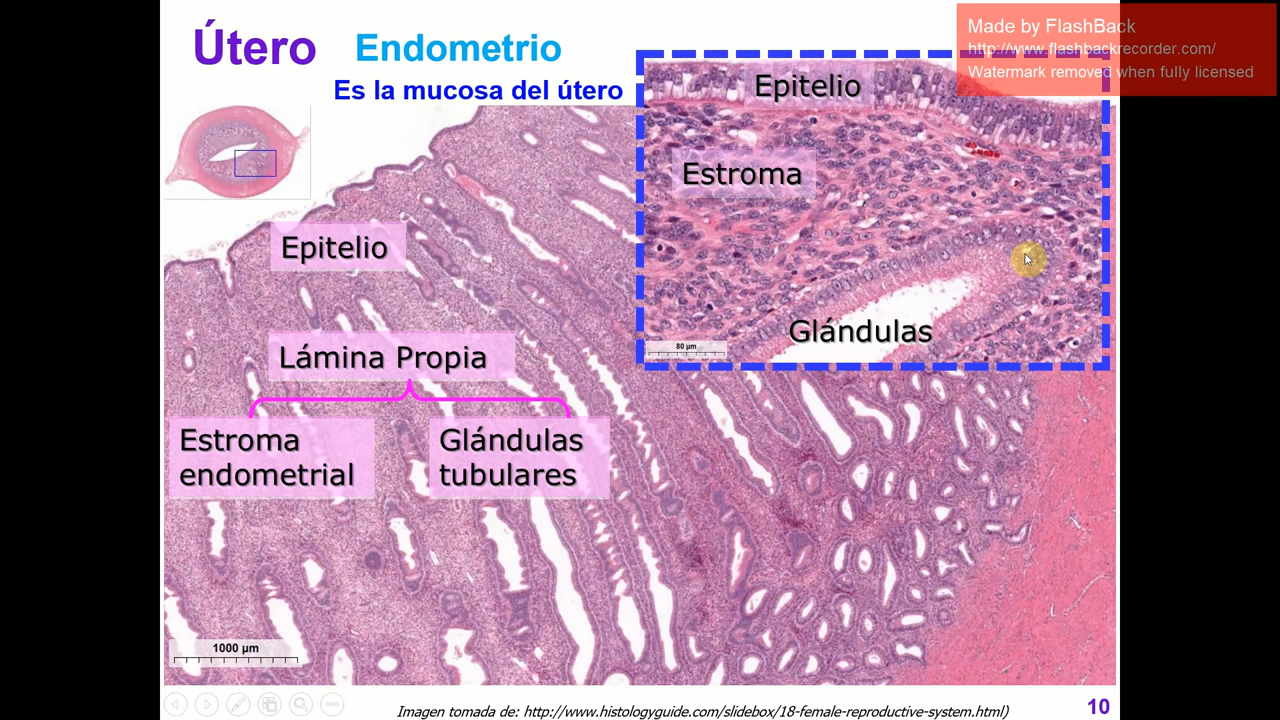 Útero
Endometrio
Es la mucosa del útero
Made by FlashBack
http://www.flashbackrecorder.com/
Watermark removed when fully licensed
Epitelio
Estroma
Glándulas
80 µm
Epitelio
Lámina Propia
Estroma
endometrial
Glándulas
tubulares
1000 µm
Imagen tomada de: http://www.histologyguide.com/slidebox/18-female-reproductive-system.html)
10